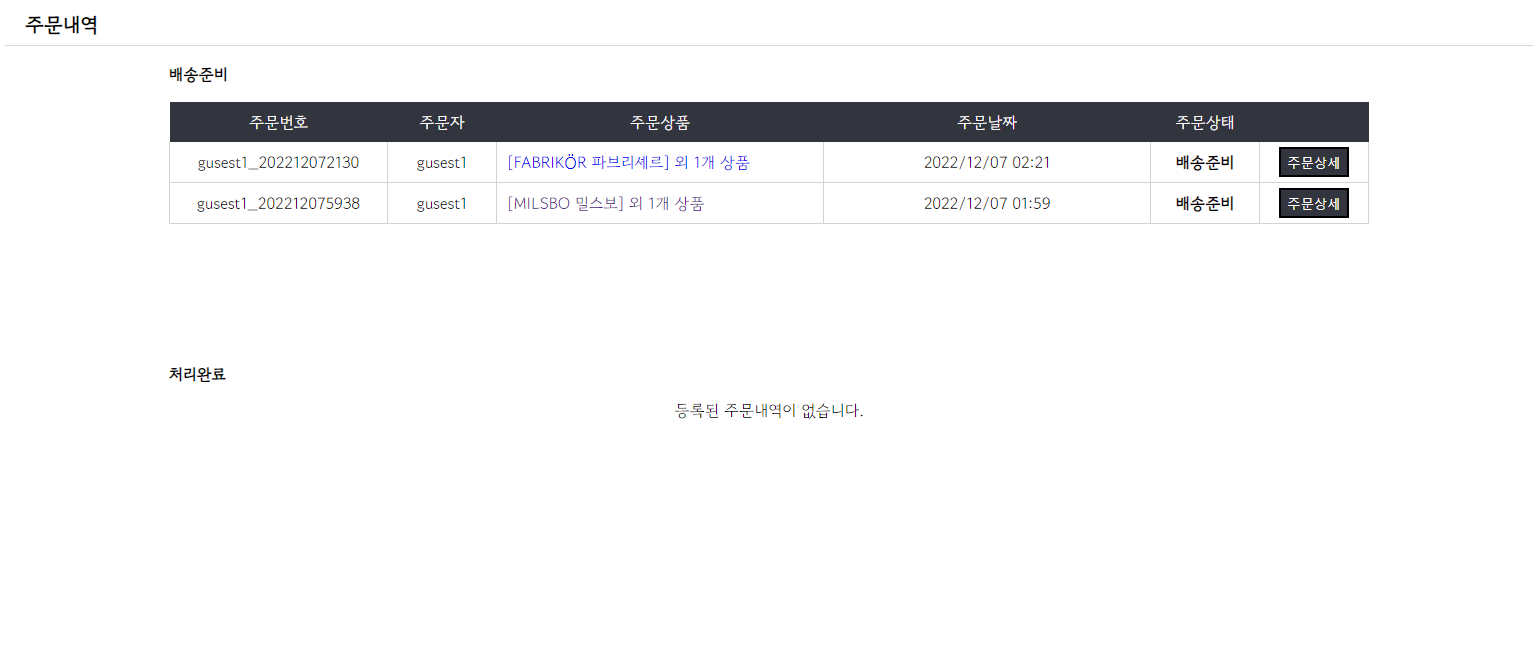 주문내역
배송준비
주문번호 주문자 주문상품 주문날짜 주문상태
gusest1_202212072130 gusest1 [FABRIKÖR 파브리셰르] 외 1개 상품 2022/12/07 02:21 배송준비 주문상세
gusest1_202212075938 gusest1 [MILSBO 밀스보] 외 1개 상품 2022/12/07 01:59 배송준비 주문상세
처리완료
등록된 주문내역이 없습니다.